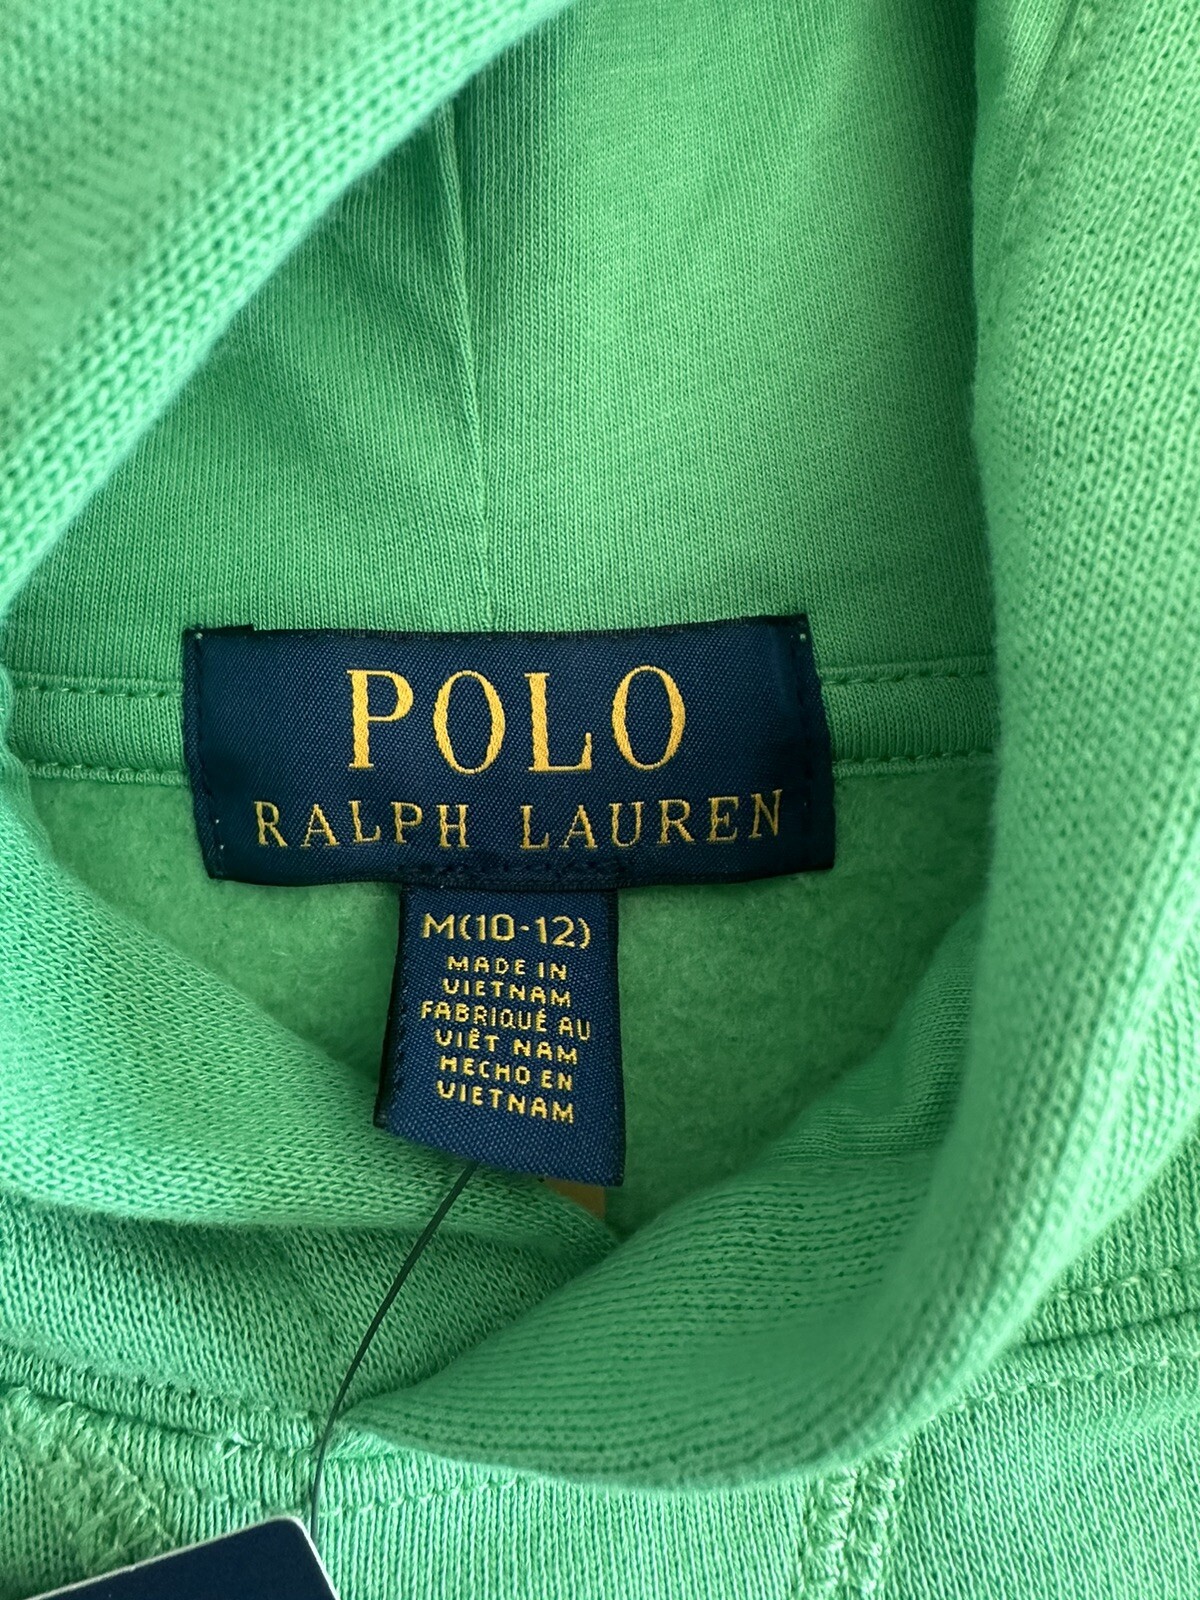 POLO
RALPH LAUREN
M(10-12)
MADE IN
VIETNAM
FABRIQUÉ AU
VIÊT NAM
HECHO EN
VIETNAM